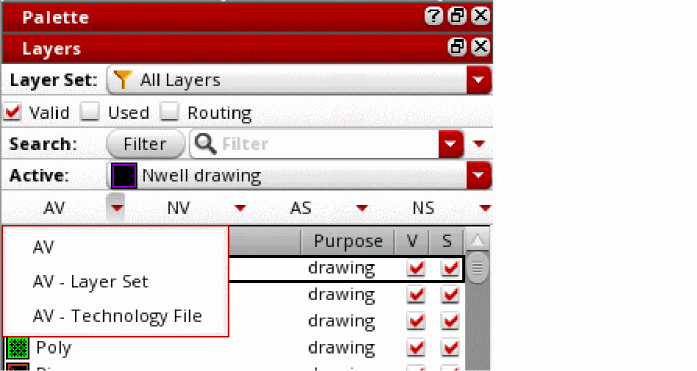 Palette
Layers
Layer Set: All Layers
Valid Used Routing
Search: Filter Filter
Active: Nwell drawing
AV NV AS NS
Purpose V S
AV
drawing
AV - Layer Set
drawing
AV - Technology File
drawing
Poly drawing